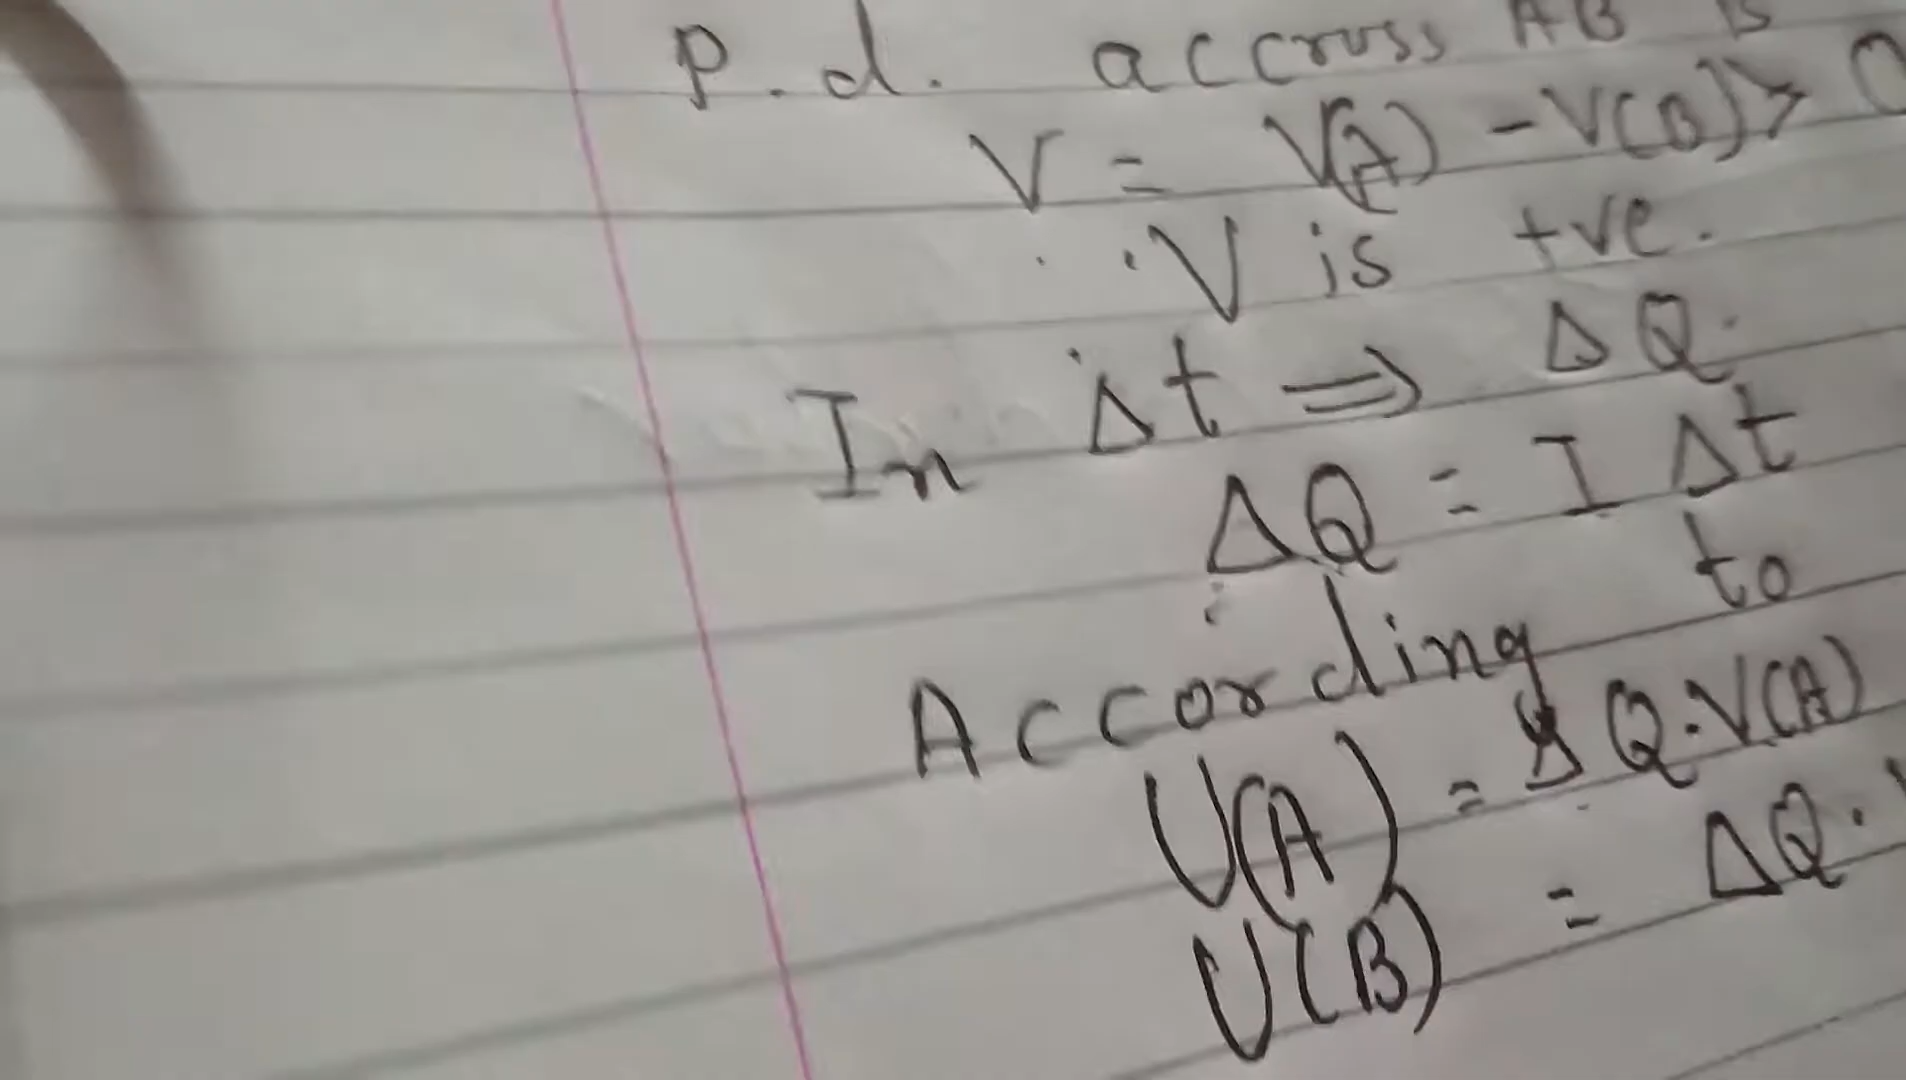 P.d. accross AB is
V = V(A) - V(B) > 0
∴ V is +ve.
In Δt ⇒ ΔQ.
ΔQ = I Δt
According to
U(A) = ΔQ.V(A)
U(B) = ΔQ.